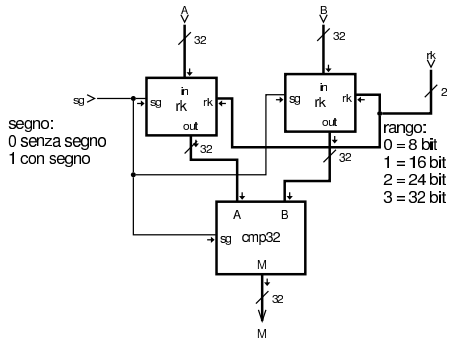 A B
32 32 rk
in in
sg sg rk rk sg rk rk 2
out out
segno:
0 senza segno
1 con segno
rango:
0 = 8 bit
1 = 16 bit
2 = 24 bit
3 = 32 bit
32 32
A B
sg cmp32
M
32
M